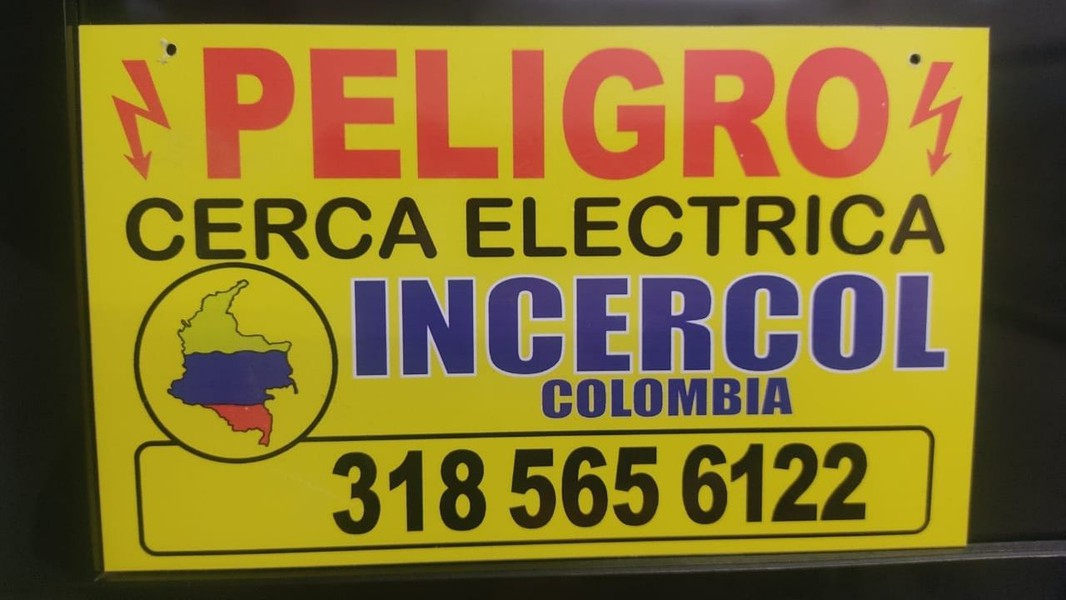 PELIGRO
CERCA ELECTRICA
INCERCOL
COLOMBIA
318 565 6122